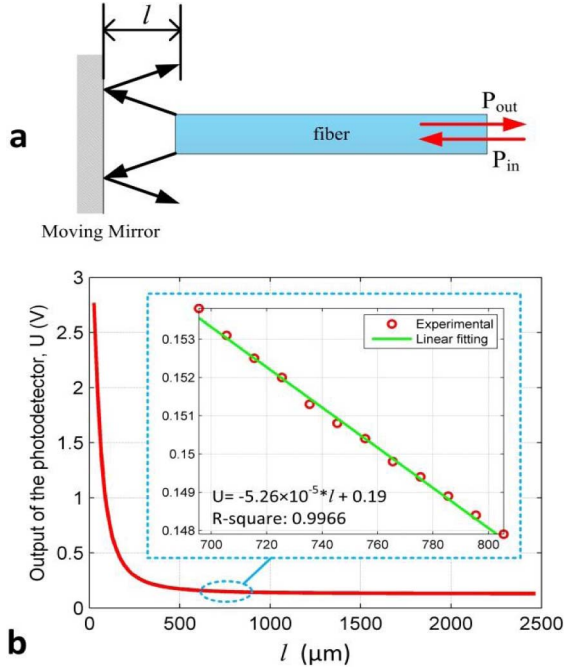 l
a
fiber
P_out
P_in
Moving Mirror
b
Output of the photodetector, U (V)
3
2.5
2
1.5
1
0.5
0
0 500 1000 1500 2000 2500
l (μm)
Experimental
Linear fitting
0.153
0.152
0.151
0.15
0.149
0.148
700 720 740 760 780 800
U= -5.26×10^-5*l + 0.19
R-square: 0.9966